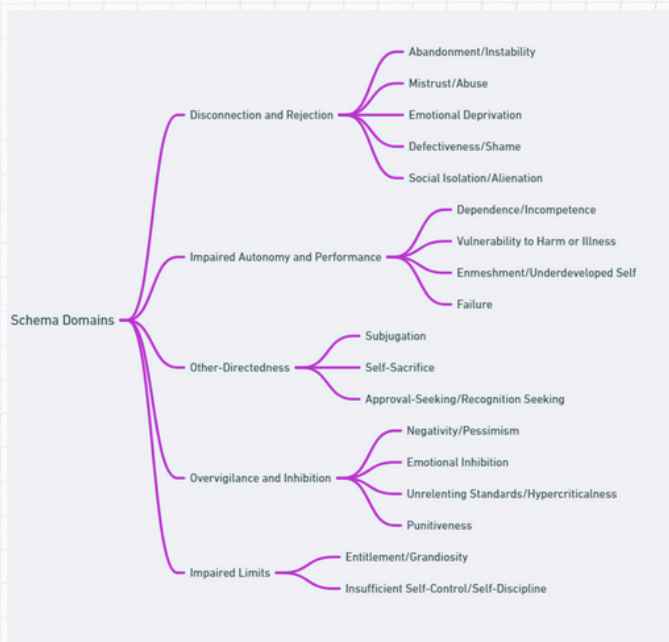 Schema Domains
Disconnection and Rejection
Abandonment/Instability
Mistrust/Abuse
Emotional Deprivation
Defectiveness/Shame
Social Isolation/Alienation
Impaired Autonomy and Performance
Dependence/Incompetence
Vulnerability to Harm or Illness
Enmeshment/Underdeveloped Self
Failure
Other-Directedness
Subjugation
Self-Sacrifice
Approval-Seeking/Recognition Seeking
Overvigilance and Inhibition
Negativity/Pessimism
Emotional Inhibition
Unrelenting Standards/Hypercriticalness
Punitiveness
Impaired Limits
Entitlement/Grandiosity
Insufficient Self-Control/Self-Discipline